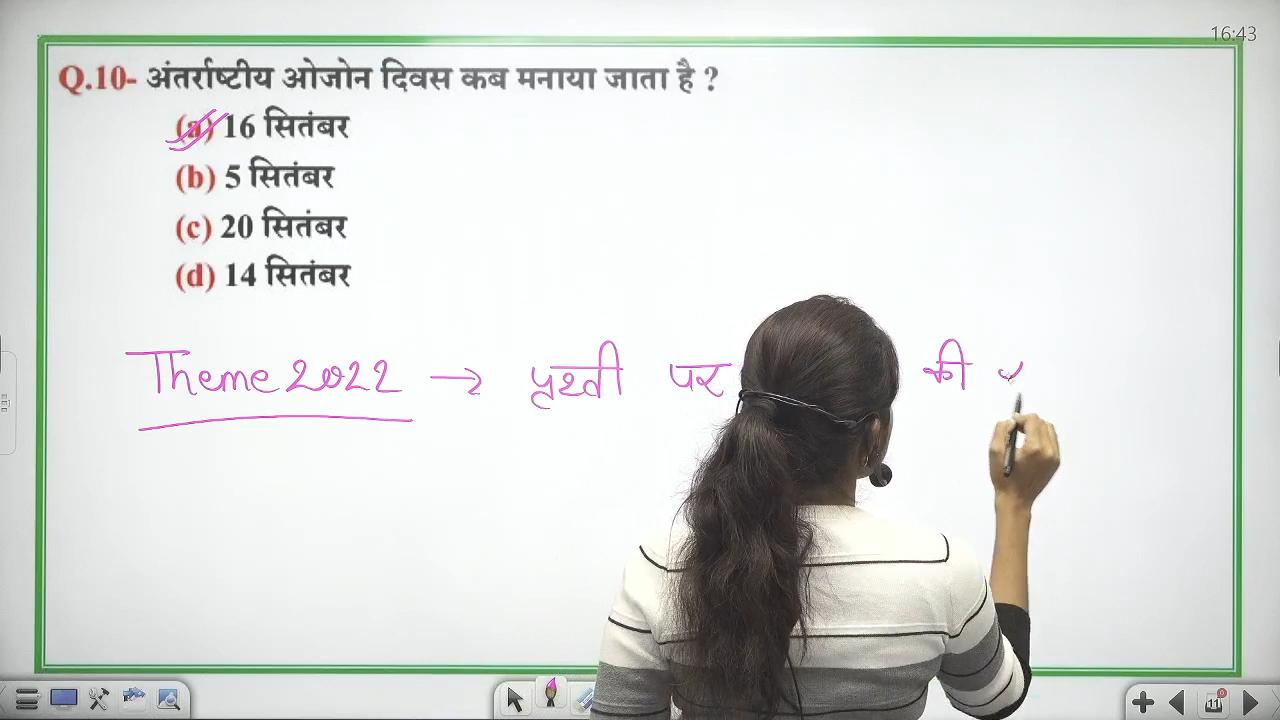 16:43
Q.10- अंतर्राष्टीय ओजोन दिवस कब मनाया जाता है ?
(a) 16 सितंबर
(b) 5 सितंबर
(c) 20 सितंबर
(d) 14 सितंबर
Theme 2022 → पृथ्वी पर की
11